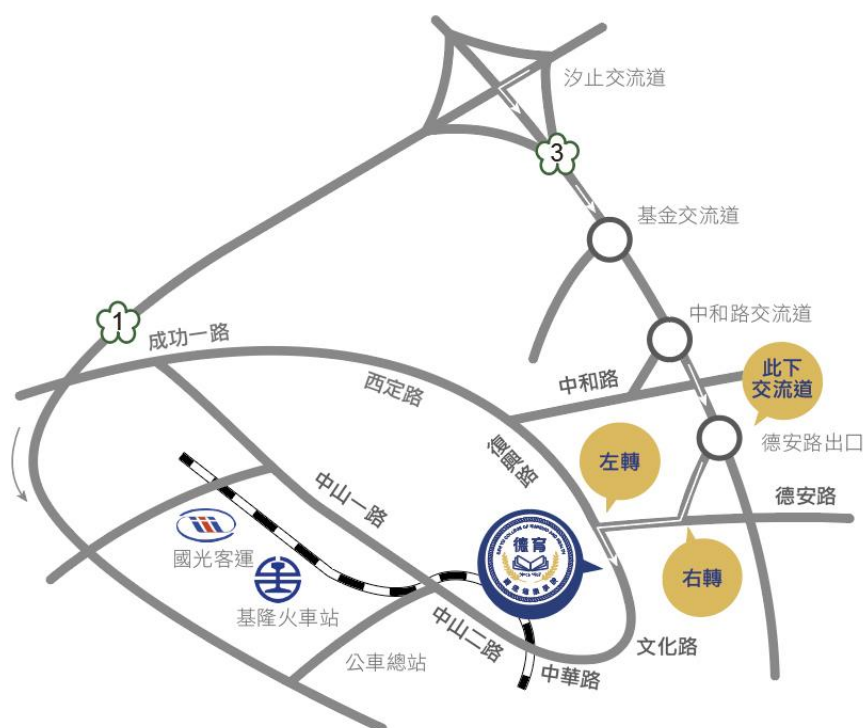 汐止交流道
3
基金交流道
1
成功一路
中和路交流道
西定路
中和路
此下
交流道
復興路
德安路出口
左轉
中山一路
德安路
德育
國光客運
右轉
基隆火車站
中山二路
文化路
公車總站
中華路